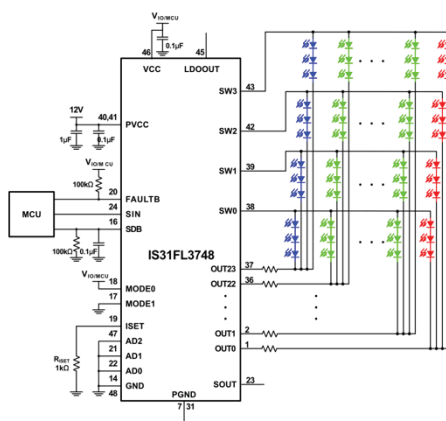 VIO/MCU
0.1µF
46
45
VCC
LDOOUT
43
SW3
12V
40,41
PVCC
1µF
0.1µF
42
SW2
VIO/MCU
100kΩ
39
SW1
20
FAULTB
MCU
24
SIN
16
SDB
38
SW0
100kΩ
0.1µF
IS31FL3748
VIO/MCU
18
MODE0
17
MODE1
OUT23
37
OUT22
36
19
ISET
47
AD2
21
AD1
22
AD0
14
GND
48
RISET
1kΩ
OUT1
2
OUT0
1
SOUT
23
PGND
7
31